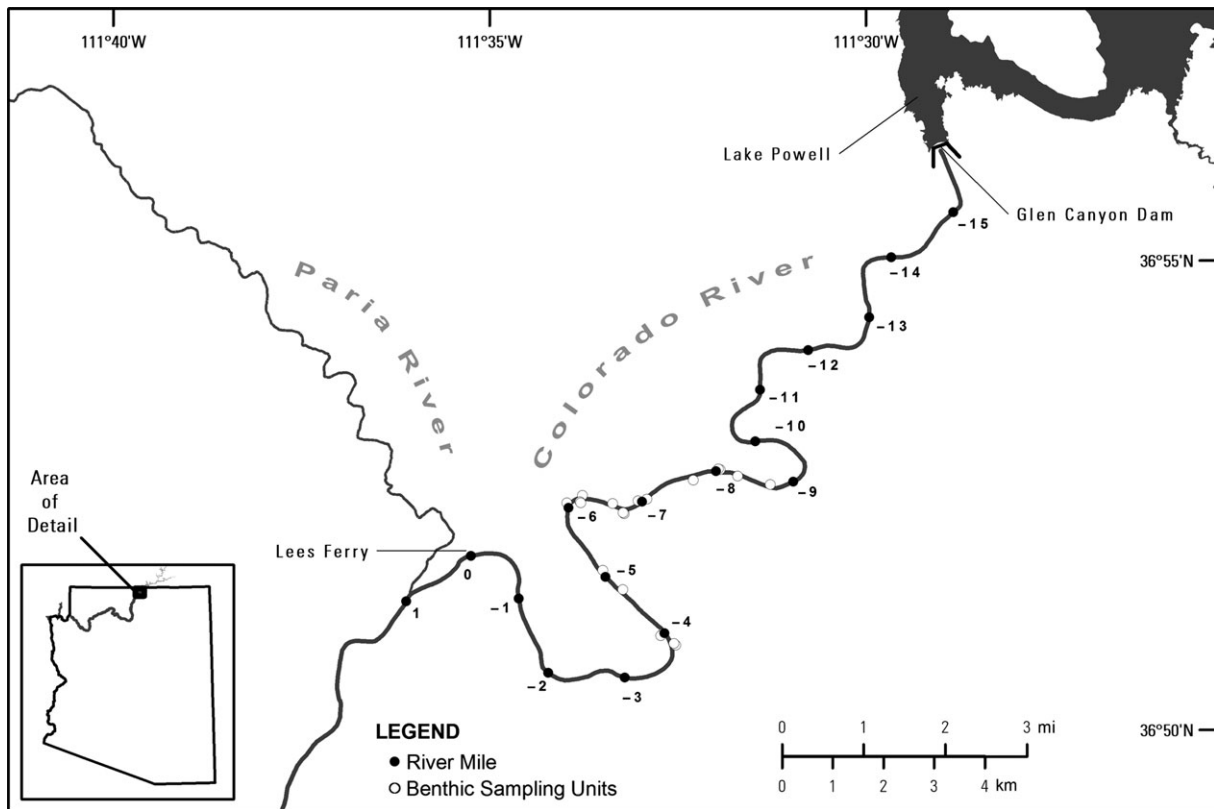 111°40'W
111°35'W
111°30'W
Lake Powell
Glen Canyon Dam
–15
36°55'N
–14
–13
–12
–11
–10
–9
–8
–7
–6
–5
–4
–3
–2
–1
0
1
Paria River
Colorado River
Lees Ferry
Area
of
Detail
LEGEND
River Mile
Benthic Sampling Units
0 1 2 3 mi
0 1 2 3 4 km
36°50'N